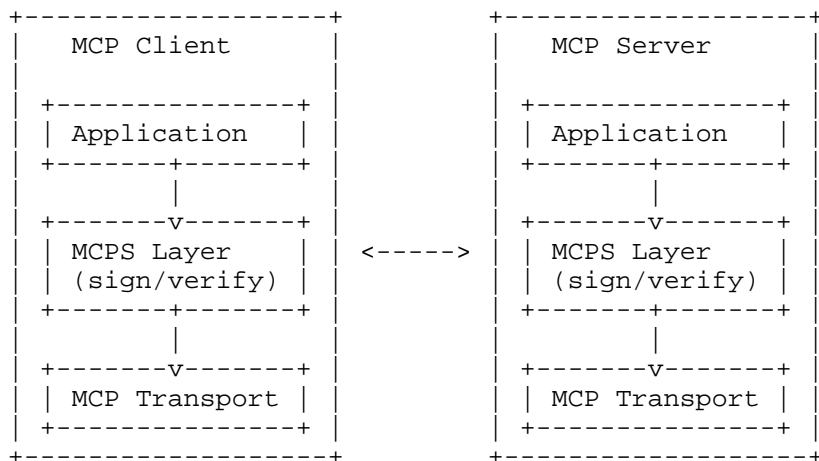 MCP Client MCP Server
Application Application
MCPS Layer <-----> MCPS Layer
(sign/verify) (sign/verify)
MCP Transport MCP Transport